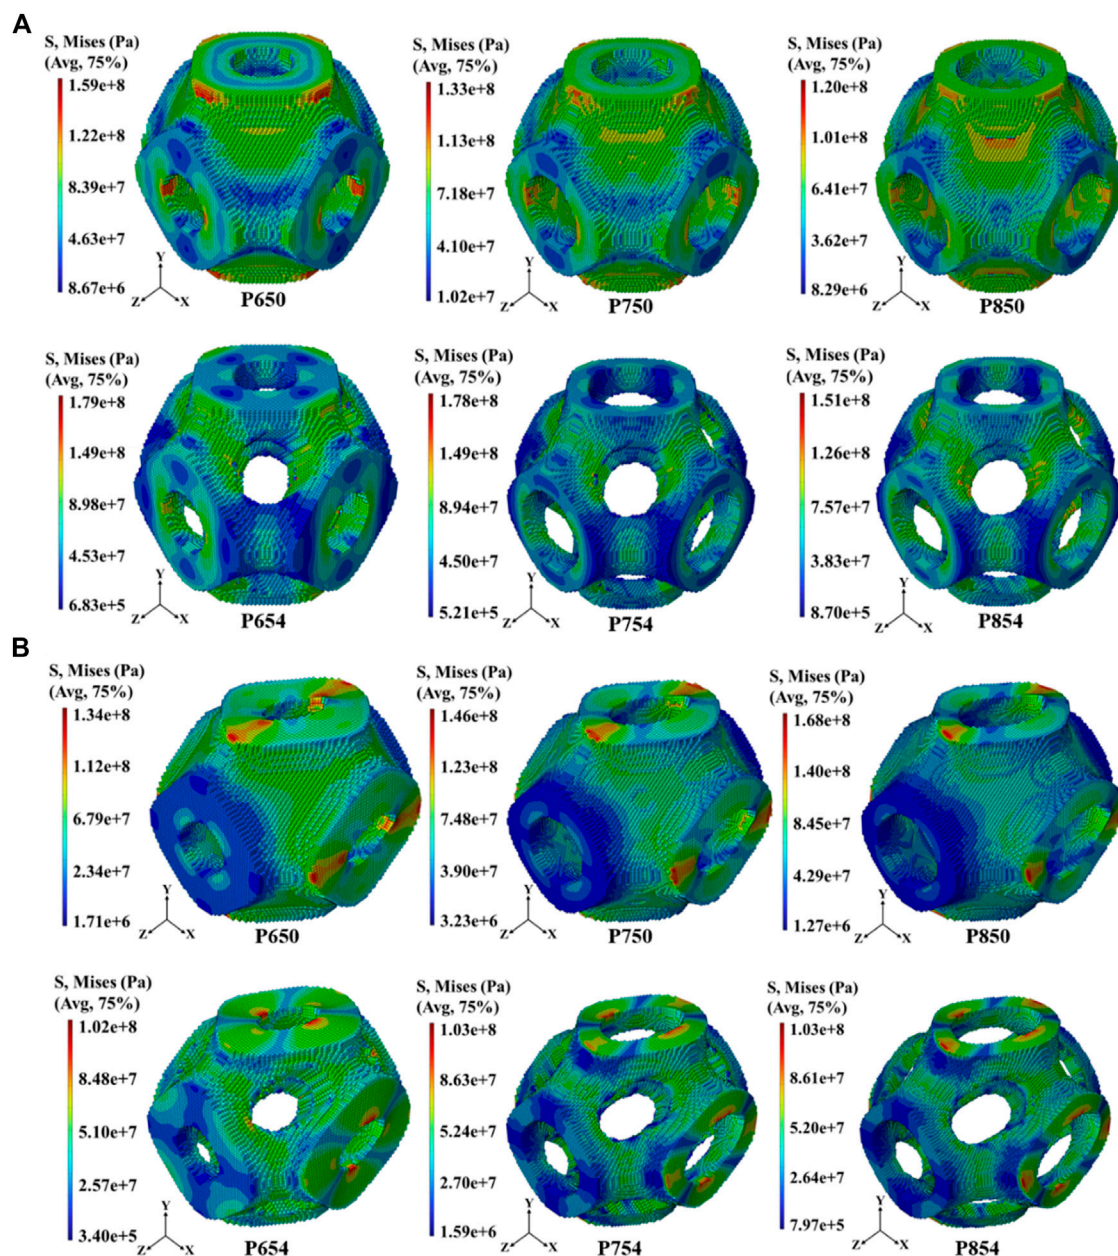 A
S, Mises (Pa)
(Avg, 75%)
1.59e+8
1.22e+8
8.39e+7
4.63e+7
8.67e+6
Y
Z
X
P650
S, Mises (Pa)
(Avg, 75%)
1.33e+8
1.13e+8
7.18e+7
4.10e+7
1.02e+7
Y
Z
X
P750
S, Mises (Pa)
(Avg, 75%)
1.20e+8
1.01e+8
6.41e+7
3.62e+7
8.29e+6
Y
Z
X
P850
S, Mises (Pa)
(Avg, 75%)
1.79e+8
1.49e+8
8.98e+7
4.53e+7
6.83e+5
Y
Z
X
P654
S, Mises (Pa)
(Avg, 75%)
1.78e+8
1.49e+8
8.94e+7
4.50e+7
5.21e+5
Y
Z
X
P754
S, Mises (Pa)
(Avg, 75%)
1.51e+8
1.26e+8
7.57e+7
3.83e+7
8.70e+5
Y
Z
X
P854
B
S, Mises (Pa)
(Avg, 75%)
1.34e+8
1.12e+8
6.79e+7
2.34e+7
1.71e+6
Y
Z
X
P650
S, Mises (Pa)
(Avg, 75%)
1.46e+8
1.23e+8
7.48e+7
3.90e+7
3.23e+6
Y
Z
X
P750
S, Mises (Pa)
(Avg, 75%)
1.68e+8
1.40e+8
8.45e+7
4.29e+7
1.27e+6
Y
Z
X
P850
S, Mises (Pa)
(Avg, 75%)
1.02e+8
8.48e+7
5.10e+7
2.57e+7
3.40e+5
Y
Z
X
P654
S, Mises (Pa)
(Avg, 75%)
1.03e+8
8.63e+7
5.24e+7
2.70e+7
1.59e+6
Y
Z
X
P754
S, Mises (Pa)
(Avg, 75%)
1.03e+8
8.61e+7
5.20e+7
2.64e+7
7.97e+5
Y
Z
X
P854